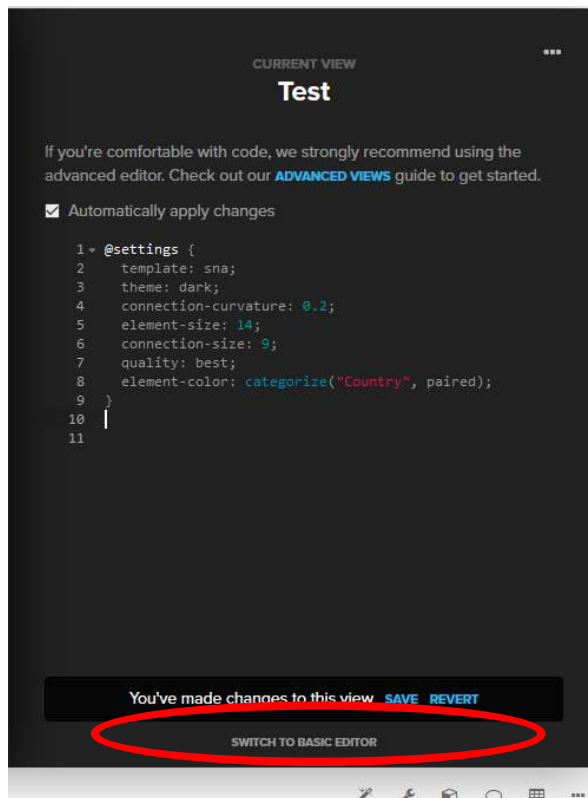 CURRENT VIEW
Test
If you're comfortable with code, we strongly recommend using the
advanced editor. Check out our ADVANCED VIEWS guide to get started.
Automatically apply changes
1 @settings {
2 template: sna;
3 theme: dark;
4 connection-curvature: 0.2;
5 element-size: 14;
6 connection-size: 9;
7 quality: best;
8 element-color: categorize("Country", paired);
9 }
10
11
You've made changes to this view SAVE REVERT
SWITCH TO BASIC EDITOR